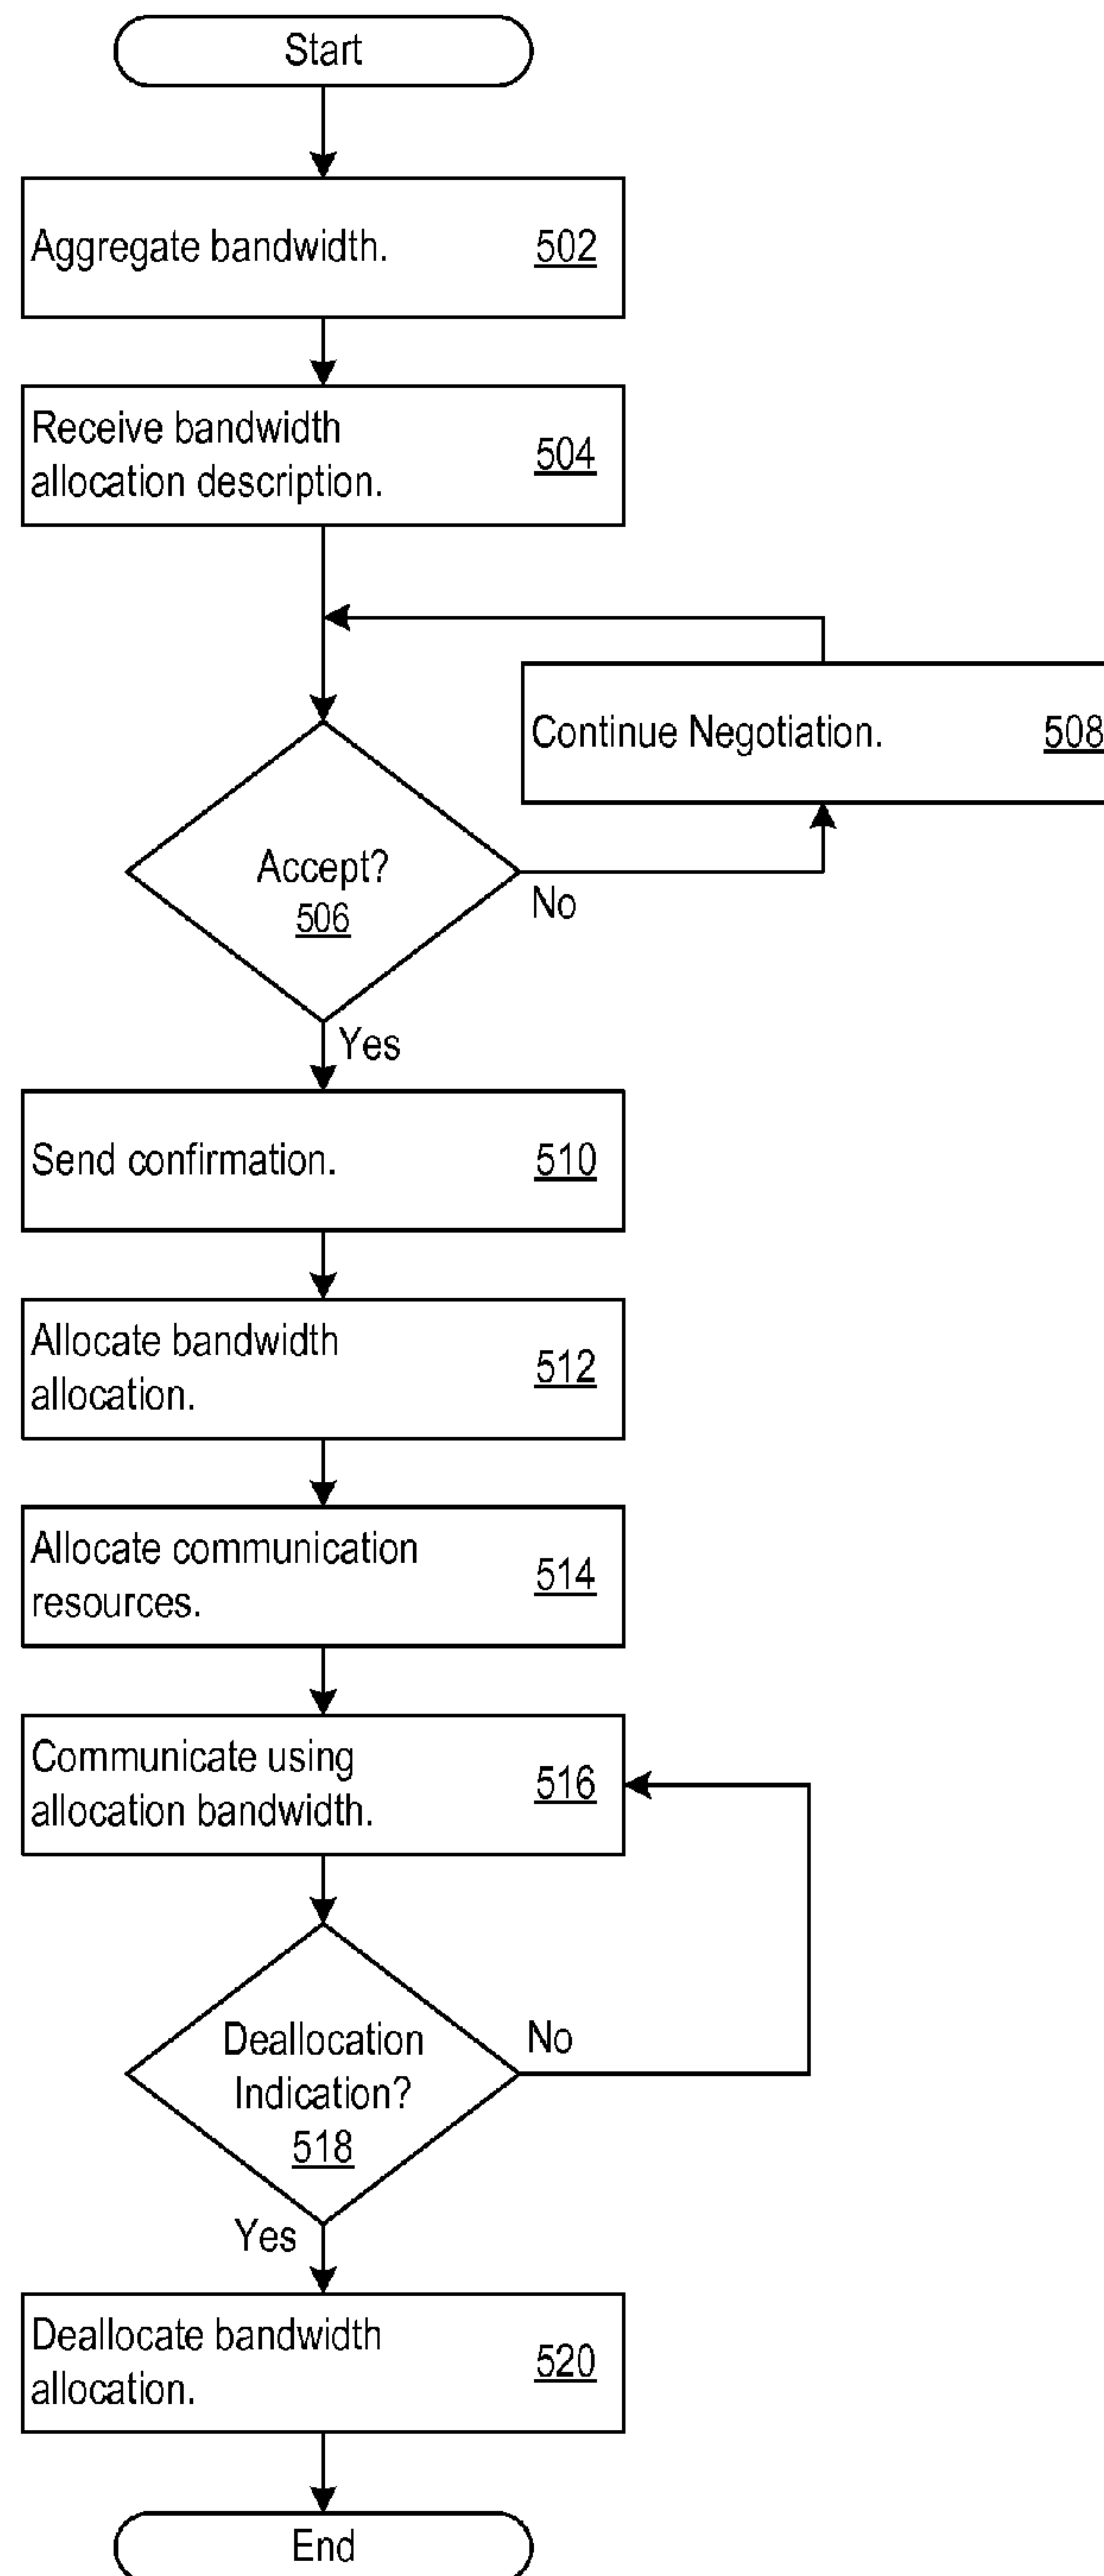 Start
Aggregate bandwidth. 502
Receive bandwidth
allocation description. 504
Continue Negotiation. 508
Accept?
506
No
Yes
Send confirmation. 510
Allocate bandwidth
allocation. 512
Allocate communication
resources. 514
Communicate using
allocation bandwidth. 516
Deallocation
Indication?
518
No
Yes
Deallocate bandwidth
allocation. 520
End